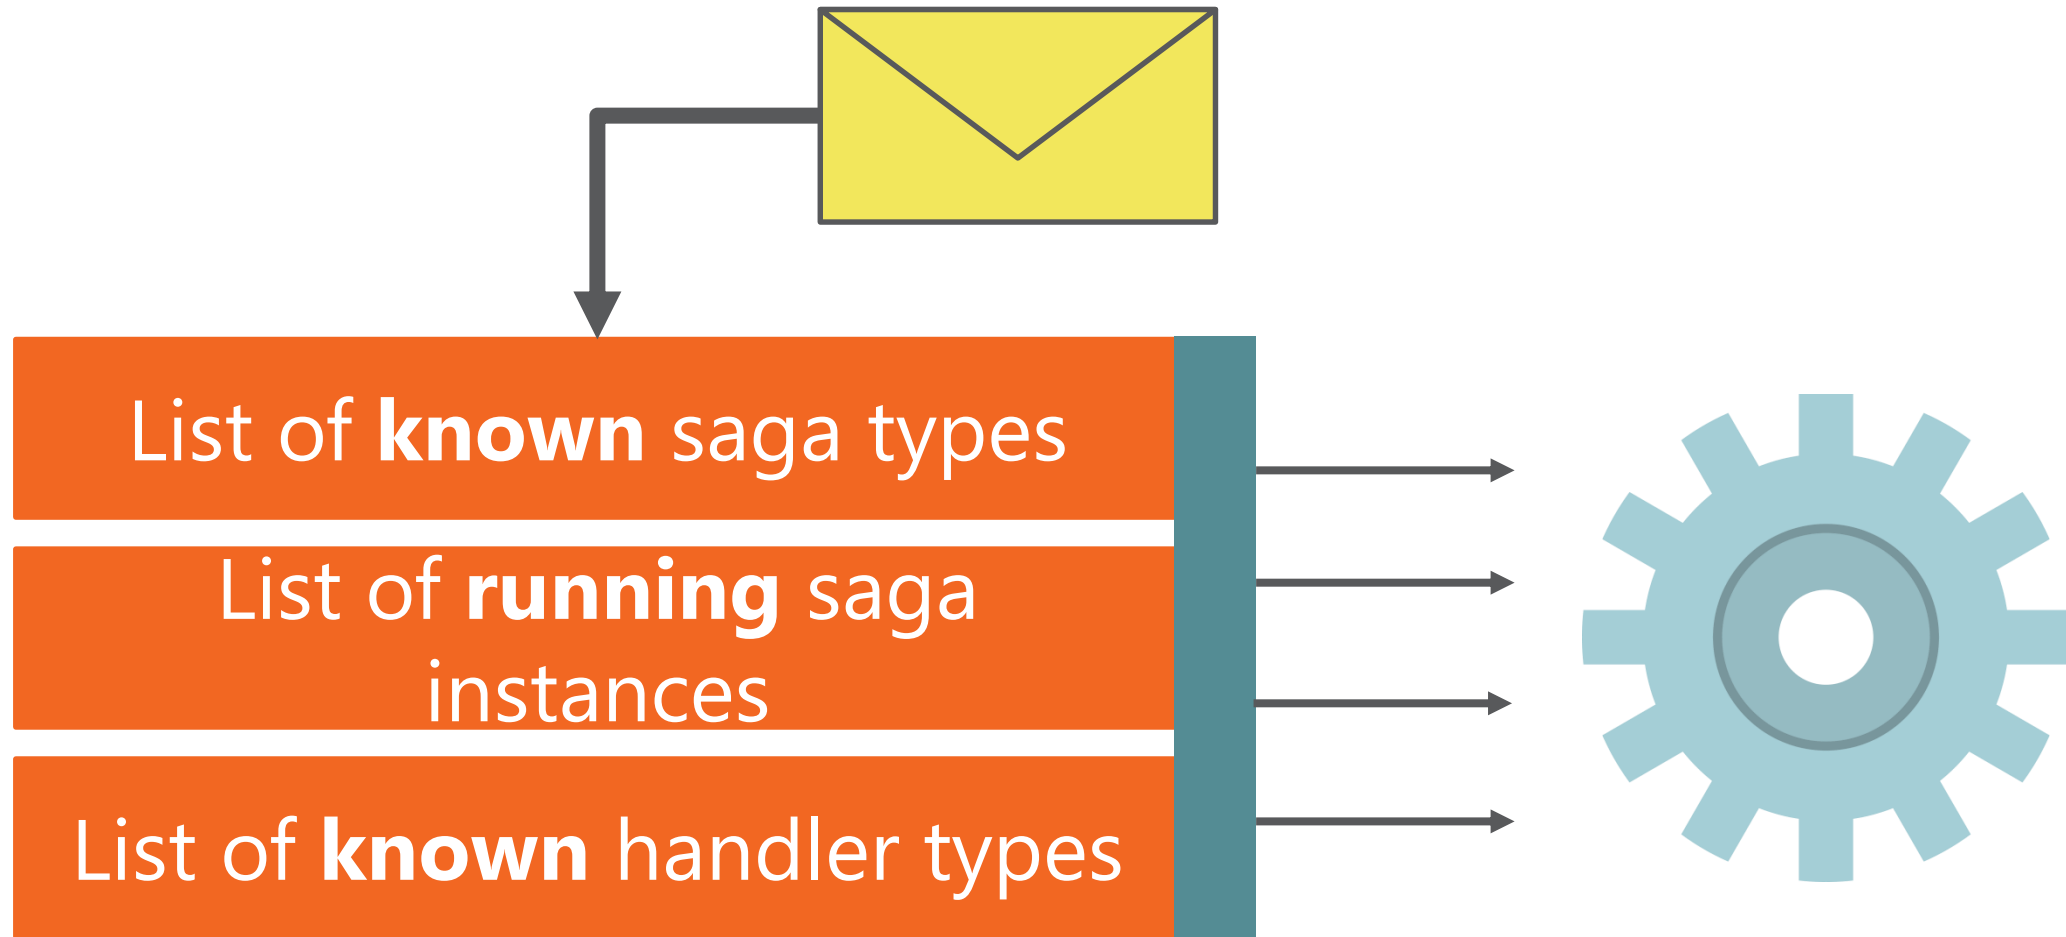 List of known saga types
List of running saga
instances
List of known handler types